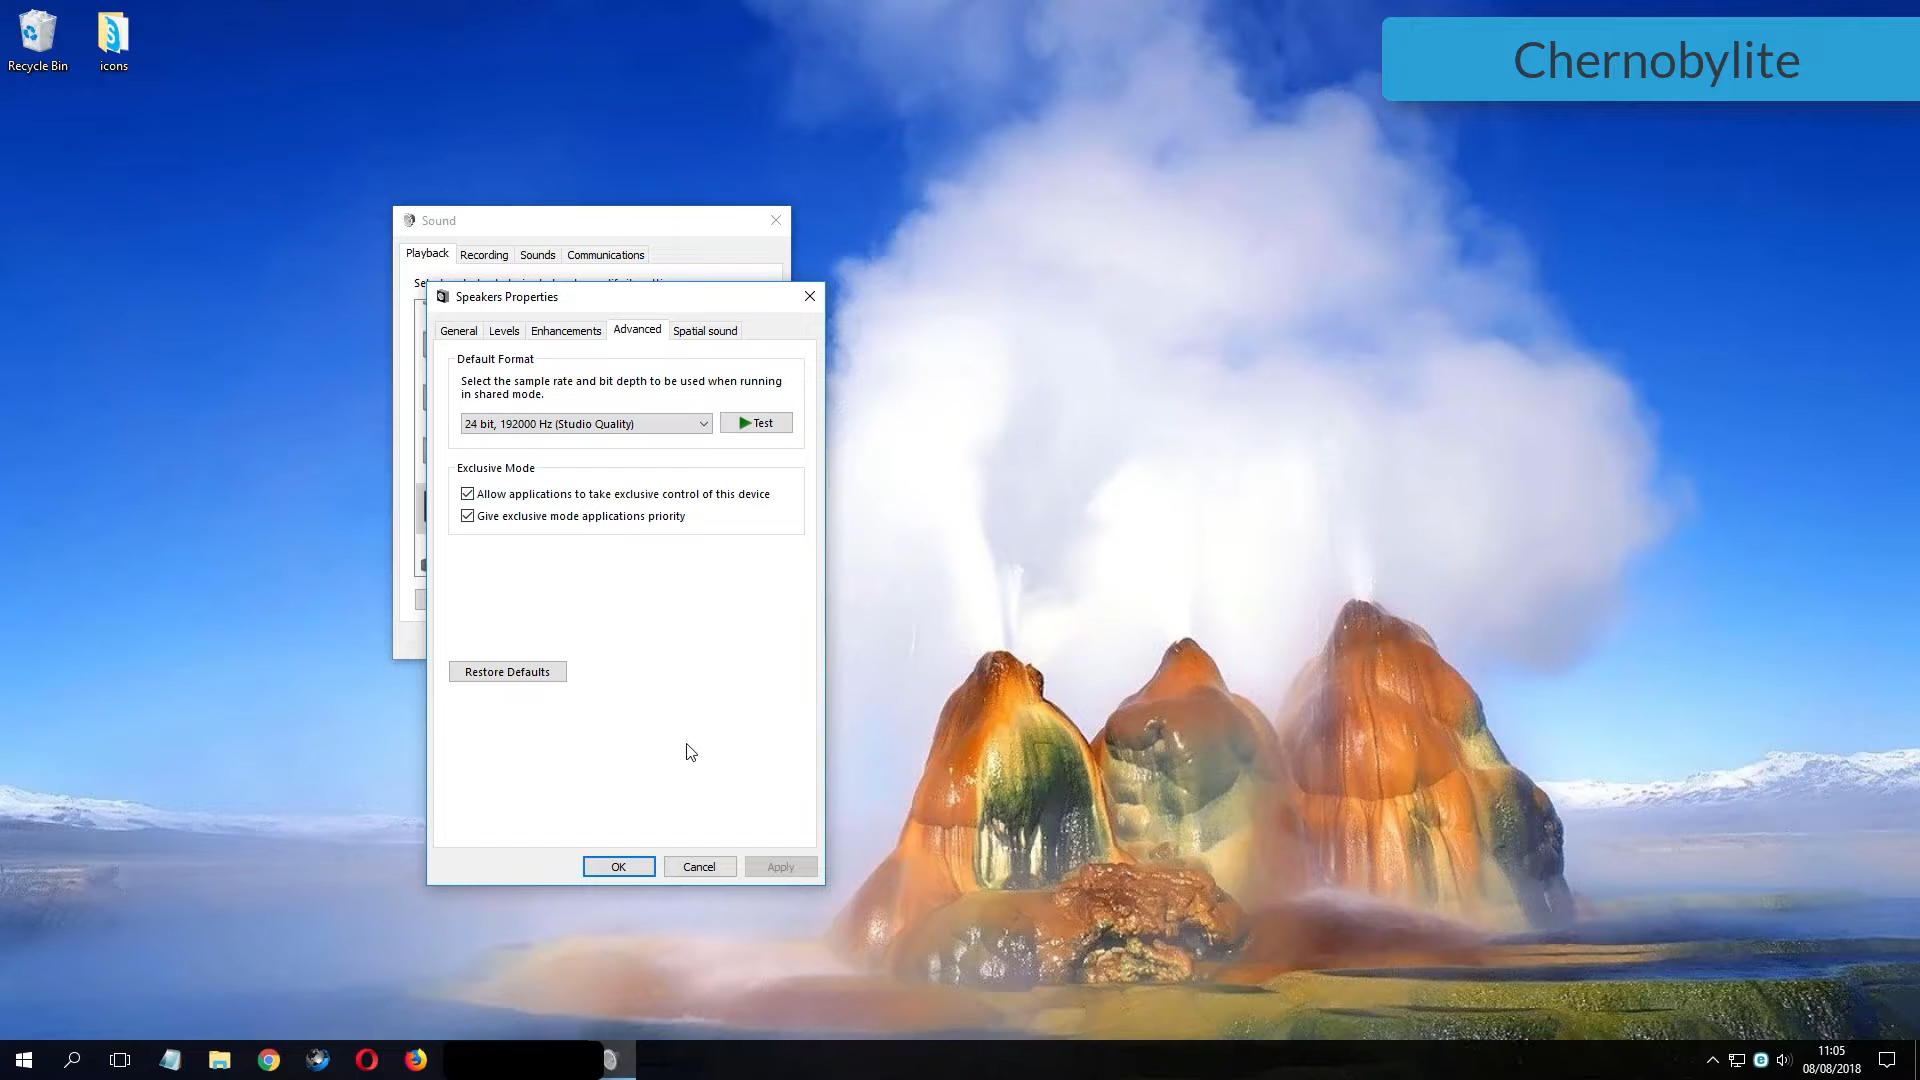 Recycle Bin
icons
Chernobylite
Sound
Playback
Recording
Sounds
Communications
Speakers Properties
General
Levels
Enhancements
Advanced
Spatial sound
Default Format
Select the sample rate and bit depth to be used when running
in shared mode.
24 bit, 192000 Hz (Studio Quality)
Test
Exclusive Mode
Allow applications to take exclusive control of this device
Give exclusive mode applications priority
Restore Defaults
OK
Cancel
Apply
11:05
08/08/2018